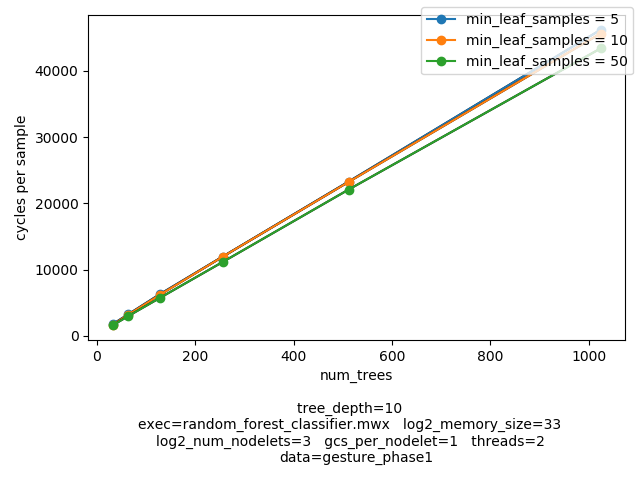 min_leaf_samples = 5
min_leaf_samples = 10
min_leaf_samples = 50
40000
30000
20000
10000
0
cycles per sample
0 200 400 600 800 1000
num_trees
tree_depth=10
exec=random_forest_classifier.mwx log2_memory_size=33
log2_num_nodelets=3 gcs_per_nodelet=1 threads=2
data=gesture_phase1